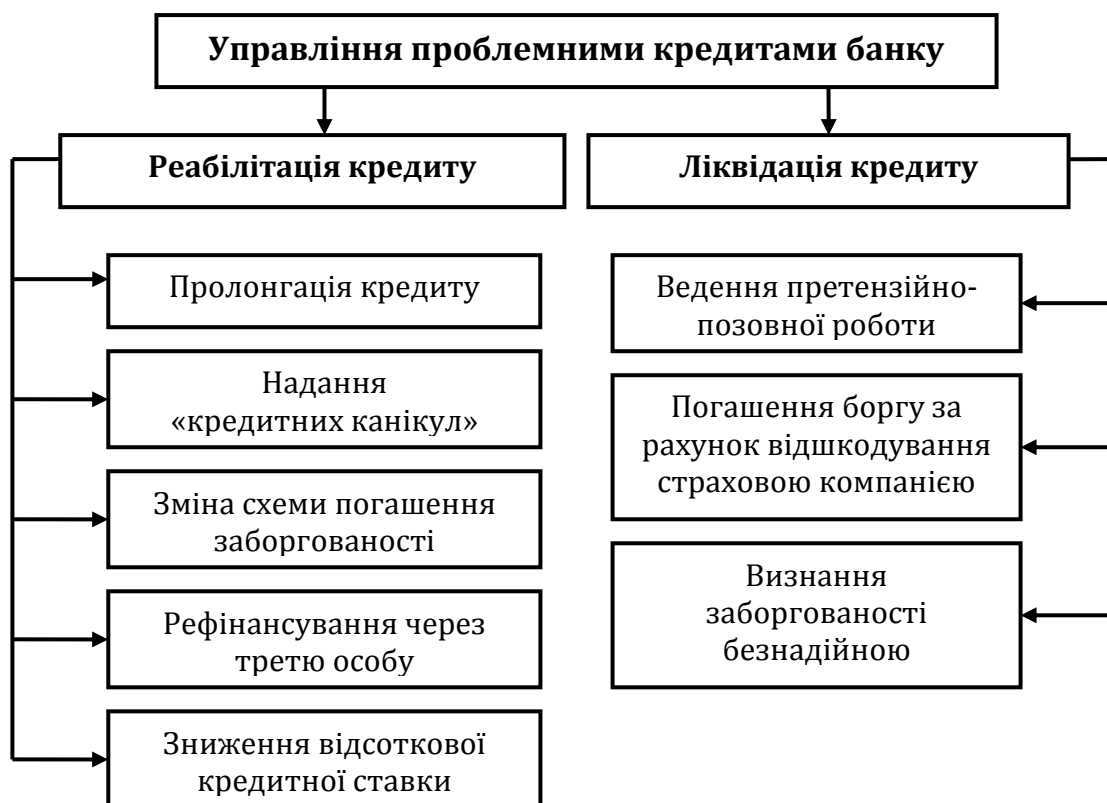 Управління проблемними кредитами банку
Реабілітація кредиту
Ліквідація кредиту
Пролонгація кредиту
Надання
«кредитних канікул»
Зміна схеми погашення
заборгованості
Рефінансування через
третю особу
Зниження відсоткової
кредитної ставки
Ведення претензійно-
позовної роботи
Погашення боргу за
рахунок відшкодування
страховою компанією
Визнання
заборгованості
безнадійною